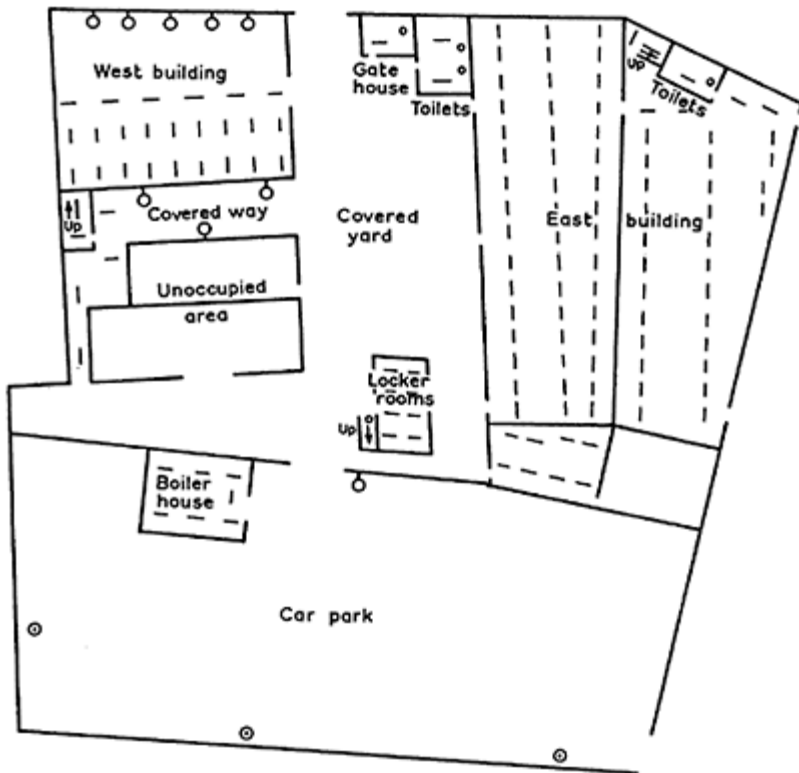 West building
Gate
house
Toilets
Up
Toilets
Up
Covered way
Covered
yard
East building
Unoccupied
area
Locker
rooms
Up
Boiler
house
Car park